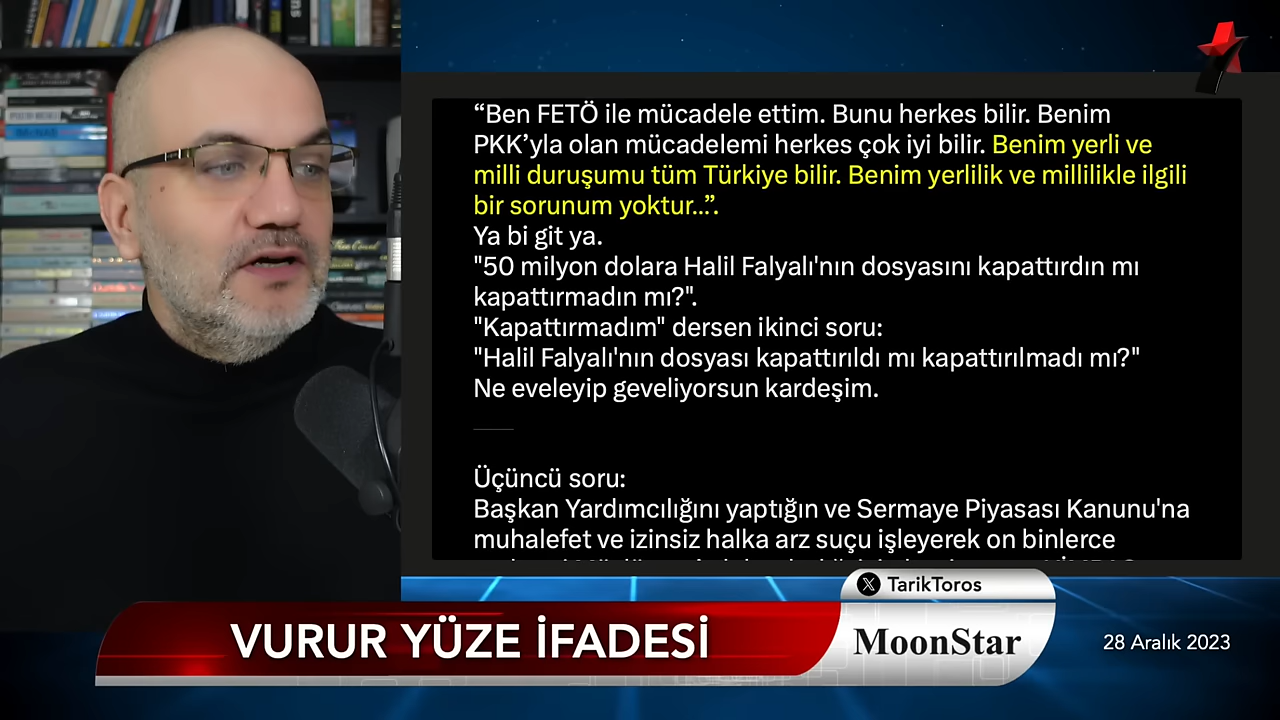 “Ben FETÖ ile mücadele ettim. Bunu herkes bilir. Benim
PKK’yla olan mücadelemi herkes çok iyi bilir. Benim yerli ve
milli duruşumu tüm Türkiye bilir. Benim yerlilik ve millilikle ilgili
bir sorunum yoktur...”.
Ya bi git ya.
"50 milyon dolara Halil Falyalı'nın dosyasını kapattırdın mı
kapattırmadın mı?".
"Kapattırmadım" dersen ikinci soru:
"Halil Falyalı'nın dosyası kapattırıldı mı kapattırılmadı mı?"
Ne eveleyip geveliyorsun kardeşim.
Üçüncü soru:
Başkan Yardımcılığını yaptığın ve Sermaye Piyasası Kanunu'na
muhalefet ve izinsiz halka arz suçu işleyerek on binlerce
TarikToros
VURUR YÜZE İFADESİ
MoonStar
28 Aralık 2023